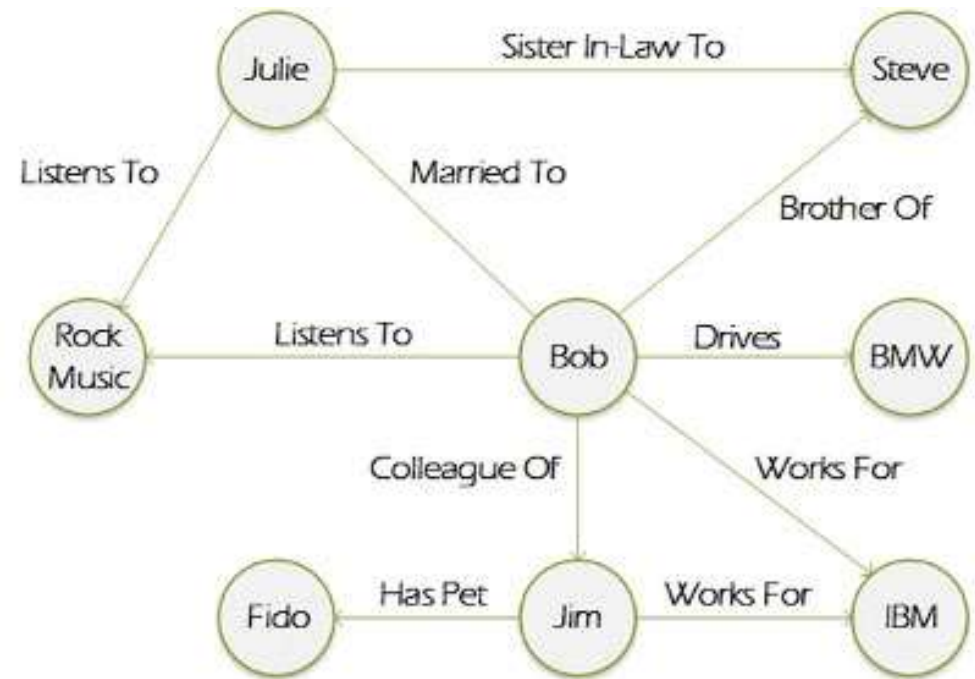 Julie
Sister In-Law To
Steve
Listens To
Married To
Brother Of
Rock
Music
Listens To
Bob
Drives
BMW
Colleague Of
Works For
Fido
Has Pet
Jim
Works For
IBM